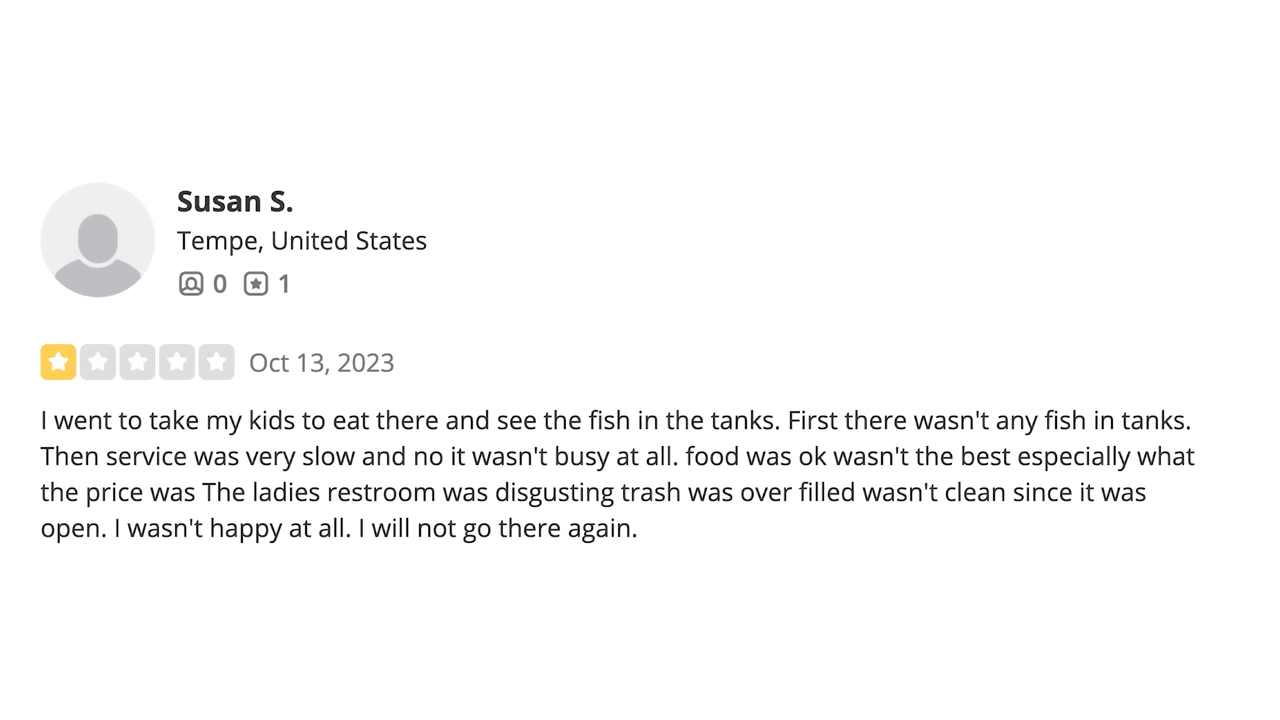 Susan S.
Tempe, United States
0 1
Oct 13, 2023
I went to take my kids to eat there and see the fish in the tanks. First there wasn't any fish in tanks.
Then service was very slow and no it wasn't busy at all. food was ok wasn't the best especially what
the price was The ladies restroom was disgusting trash was over filled wasn't clean since it was
open. I wasn't happy at all. I will not go there again.